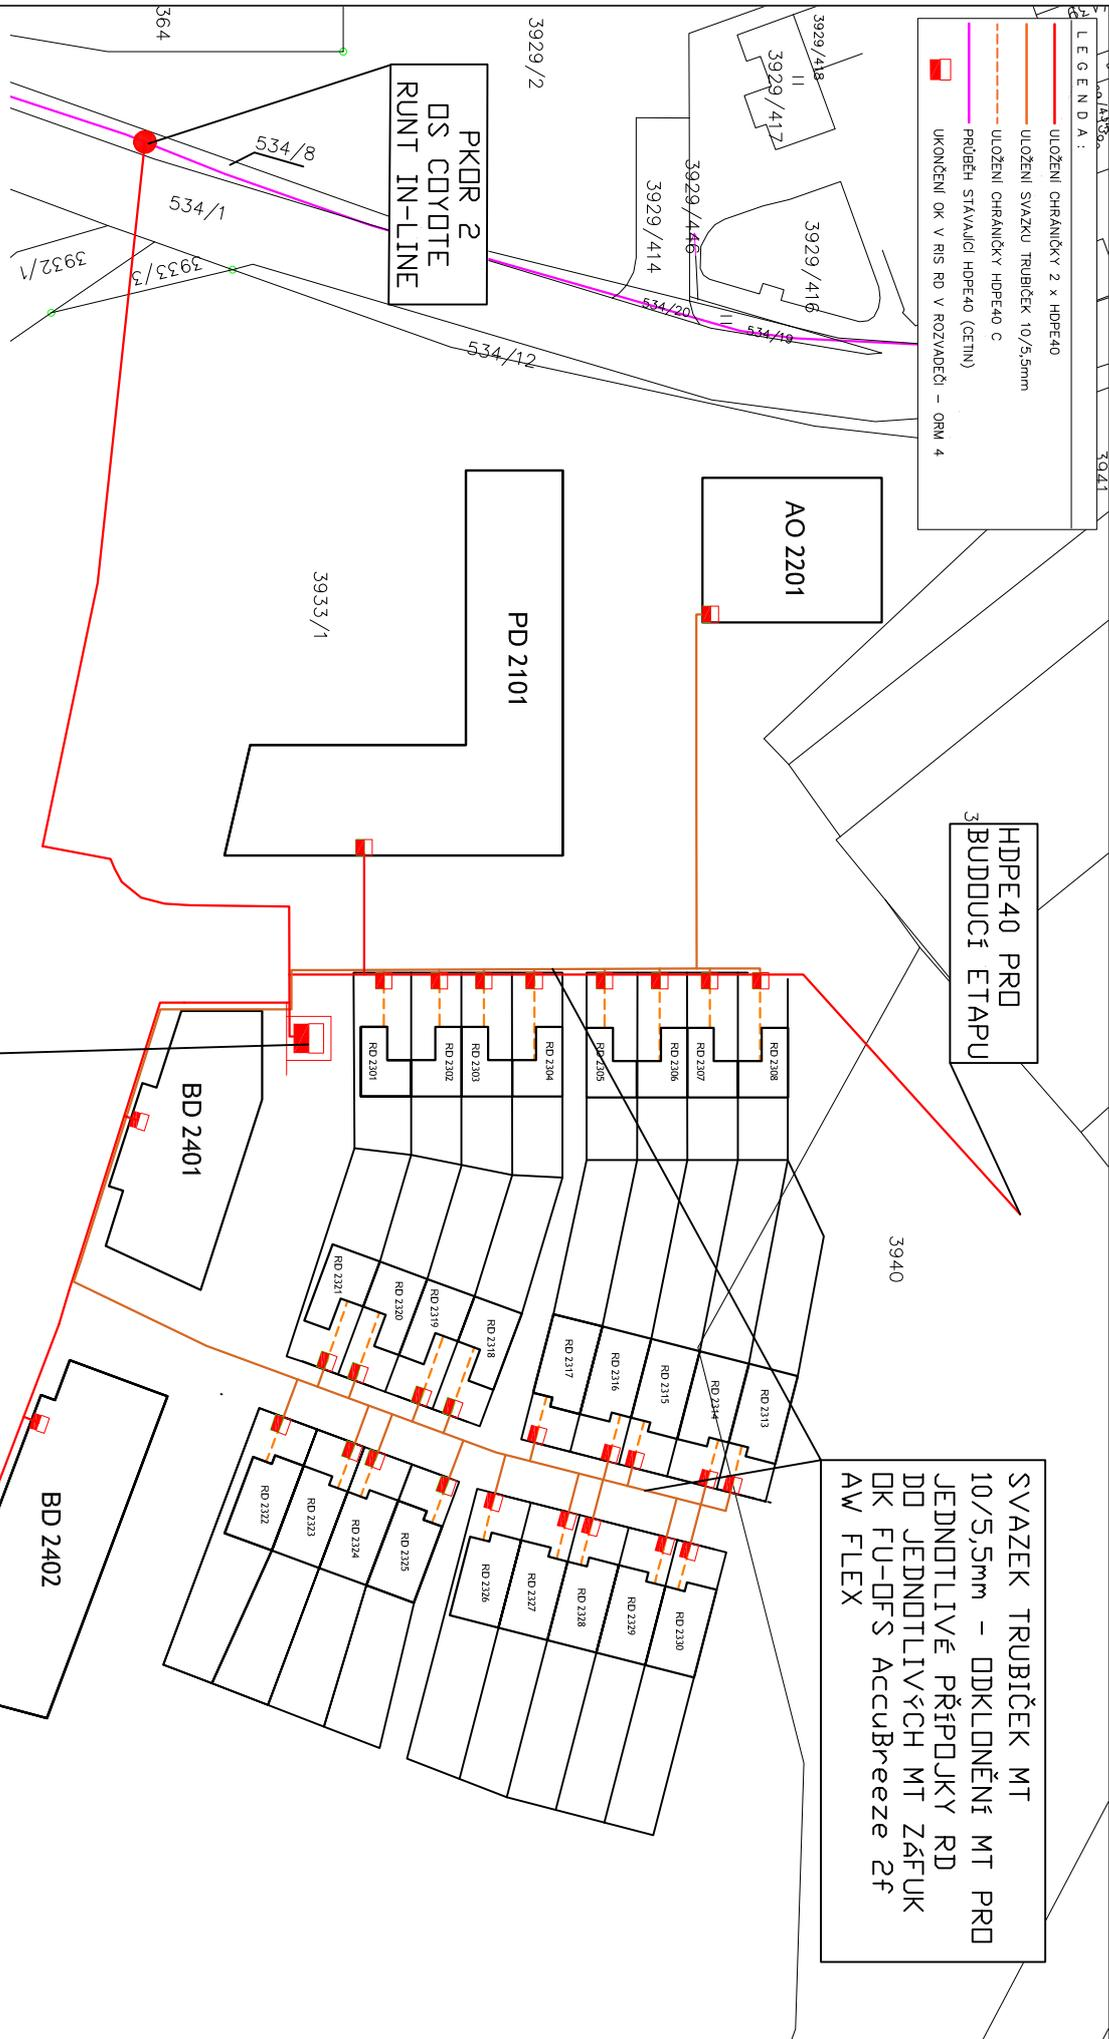 LEGENDA:
ULOŽENÍ CHRÁNIČKY 2 x HDPE40
ULOŽENÍ SVAZKU TRUBIČEK 10/5,5mm
ULOŽENÍ CHRÁNIČKY HDPE40 C
PRŮBĚH STÁVAJÍCÍ HDPE40 (CETIN)
UKONČENÍ OK V RIS RD V ROZVADĚČI - ORM 4
3941
3929/418
3929/417
3929/416
3929/446
3929/414
3929/2
364
534/20
534/19
534/12
534/8
534/1
3933/3
3932/1
PKOR 2
OS COYOTE
RUNT IN-LINE
AO 2201
PD 2101
3933/1
HDPE40 PRO
BUDOUCÍ ETAPU
3
3940
RD 2308
RD 2307
RD 2306
RD 2305
RD 2304
RD 2303
RD 2302
RD 2301
BD 2401
RD 2313
RD 2314
RD 2315
RD 2316
RD 2317
RD 2318
RD 2319
RD 2320
RD 2321
RD 2330
RD 2329
RD 2328
RD 2327
RD 2326
RD 2325
RD 2324
RD 2323
RD 2322
BD 2402
SVAZEK TRUBIČEK MT
10/5,5mm - ODKLONĚNÍ MT PRO
JEDNOTLIVÉ PŘÍPOJKY RD
DO JEDNOTLIVÝCH MT ZÁFUK
OK FU-OFS AccuBreeze 2f
AW FLEX